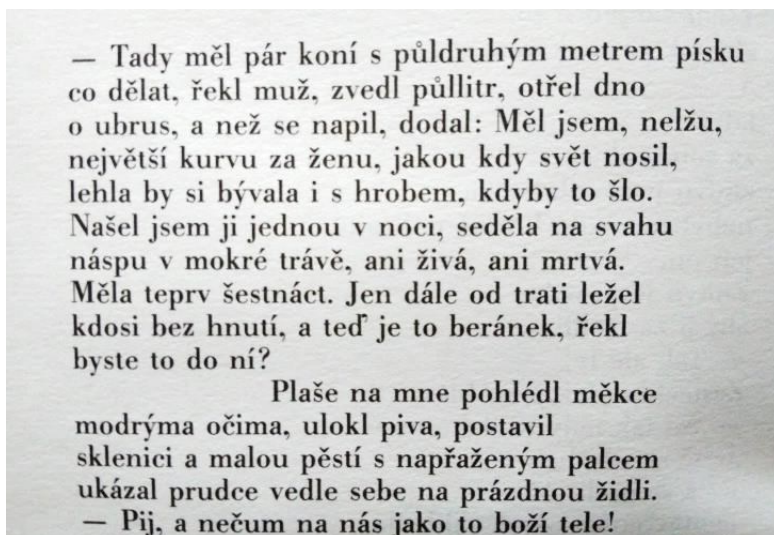 — Tady měl pár koní s půldruhým metrem písku
co dělat, řekl muž, zvedl půllitr, otřel dno
o ubrus, a než se napil, dodal: Měl jsem, nelžu,
největší kurvu za ženu, jakou kdy svět nosil,
lehla by si bývala i s hrobem, kdyby to šlo.
Našel jsem ji jednou v noci, seděla na svahu
náspu v mokré trávě, ani živá, ani mrtvá.
Měla teprv šestnáct. Jen dále od trati ležel
kdosi bez hnutí, a teď je to beránek, řekl
byste to do ní?
Plaše na mne pohlédl měkce
modrýma očima, ulokl piva, postavil
sklenici a malou pěstí s napřaženým palcem
ukázal prudce vedle sebe na prázdnou židli.
— Pij, a nečum na nás jako to boží tele!